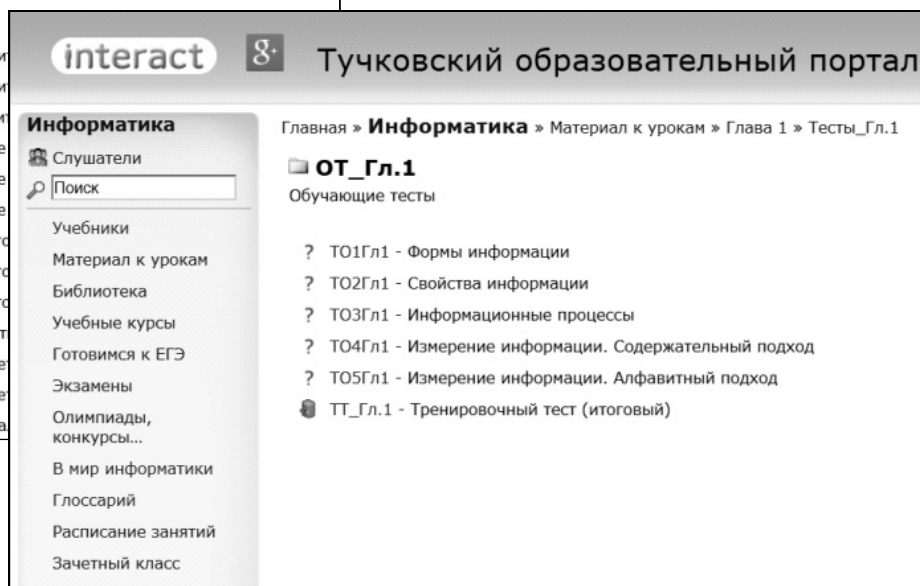 interact
g+
Тучковский образовательный портал
Информатика
Слушатели
Поиск
Учебники
Материал к урокам
Библиотека
Учебные курсы
Готовимся к ЕГЭ
Экзамены
Олимпиады,
конкурсы...
В мир информатики
Глоссарий
Расписание занятий
Зачетный класс
Главная » Информатика » Материал к урокам » Глава 1 » Тесты_Гл.1
ОТ_Гл.1
Обучающие тесты
? ТО1Гл1 - Формы информации
? ТО2Гл1 - Свойства информации
? ТО3Гл1 - Информационные процессы
? ТО4Гл1 - Измерение информации. Содержательный подход
? ТО5Гл1 - Измерение информации. Алфавитный подход
ТТ_Гл.1 - Тренировочный тест (итоговый)